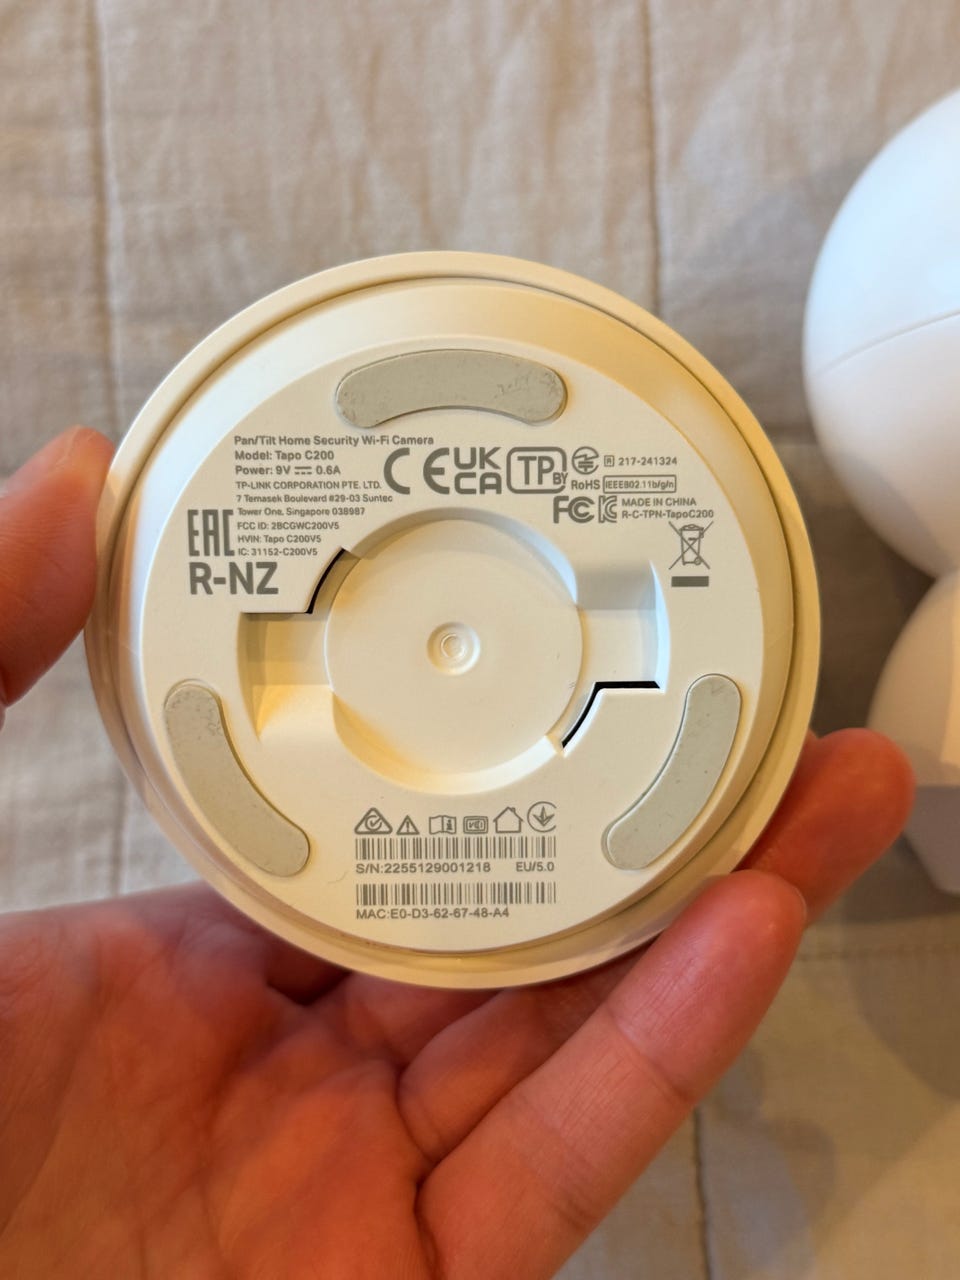 Pan/Tilt Home Security Wi-Fi Camera
Model: Tapo C200
Power: 9V ⎓ 0.6A
TP-LINK CORPORATION PTE. LTD.
7 Temasek Boulevard #29-03 Suntec
Tower One, Singapore 038987
FCC ID: 2BCGWC200V5
HVIN: Tapo C200V5
IC: 31152-C200V5
EAC
R-NZ
CE UK CA TP BY
R 217-241324
RoHS IEEE802.11b/g/n
FC KC MADE IN CHINA
R-C-TPN-TapoC200
S/N:2255129001218 EU/5.0
MAC:E0-D3-62-67-48-A4